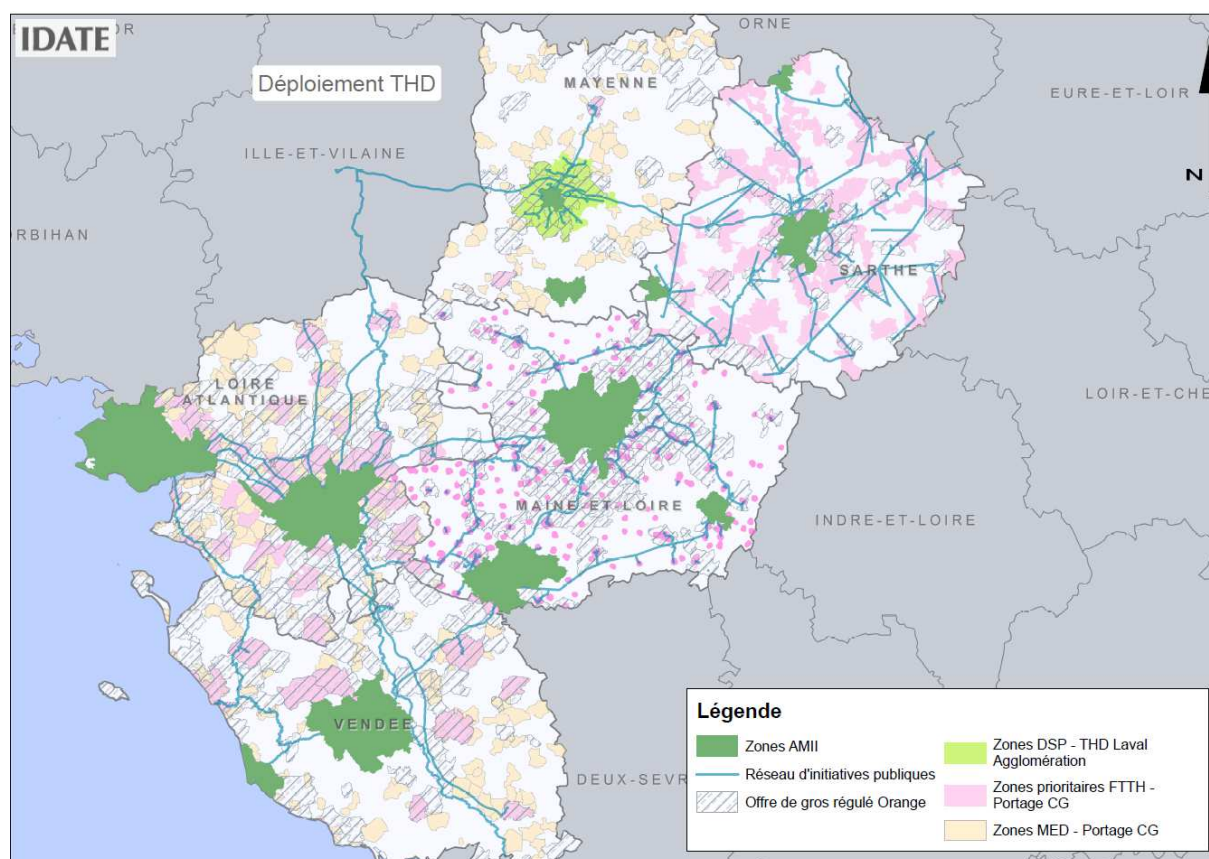 IDATE
Déploiement THD
ORNE
MAYENNE
EURE-ET-LOIR
ILLE-ET-VILAINE
N
ORBIHAN
SARTHE
LOIRE
ATLANTIQUE
LOIR-ET-CHE
MAINE-ET-LOIRE
INDRE-ET-LOIRE
VENDÉE
DEUX-SEVR
Légende
Zones AMII
Réseau d'initiatives publiques
Offre de gros régulé Orange
Zones DSP - THD Laval
Agglomération
Zones prioritaires FTTH -
Portage CG
Zones MED - Portage CG